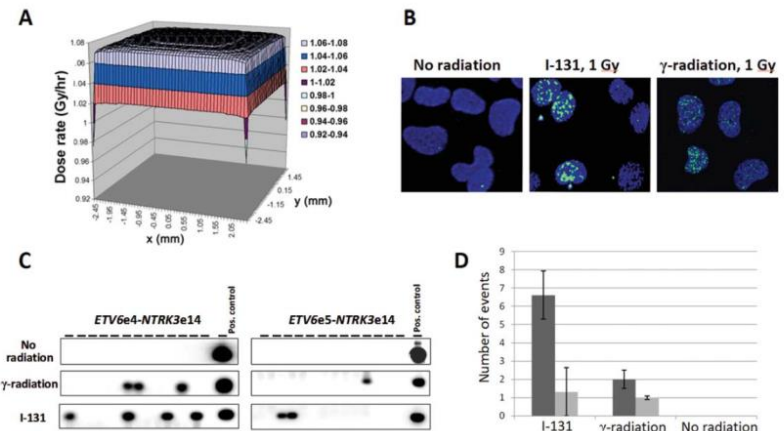 A
1.08
1.06
1.04
1.02
1
0.98
0.96
0.94
0.92
Dose rate (Gy/hr)
-2.45
-1.95
-1.45
-0.95
-0.45
0.05
0.55
1.05
1.55
2.05
x (mm)
1.45
0.15
-1.15
-2.45
y (mm)
1.06-1.08
1.04-1.06
1.02-1.04
1-1.02
0.98-1
0.96-0.98
0.94-0.96
0.92-0.94
B
No radiation
I-131, 1 Gy
γ-radiation, 1 Gy
C
ETV6e4-NTRK3e14
Pos. control
ETV6e5-NTRK3e14
Pos. control
No radiation
γ-radiation
I-131
D
Number of events
9
8
7
6
5
4
3
2
1
0
I-131
γ-radiation
No radiation